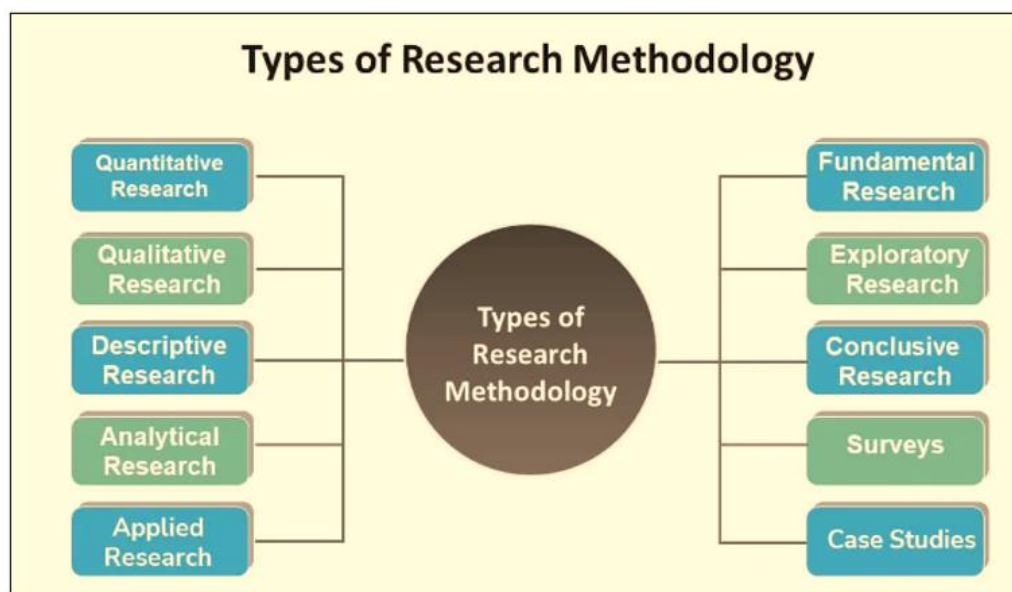 Types of Research Methodology
Quantitative
Research
Qualitative
Research
Descriptive
Research
Analytical
Research
Applied
Research
Types of
Research
Methodology
Fundamental
Research
Exploratory
Research
Conclusive
Research
Surveys
Case Studies